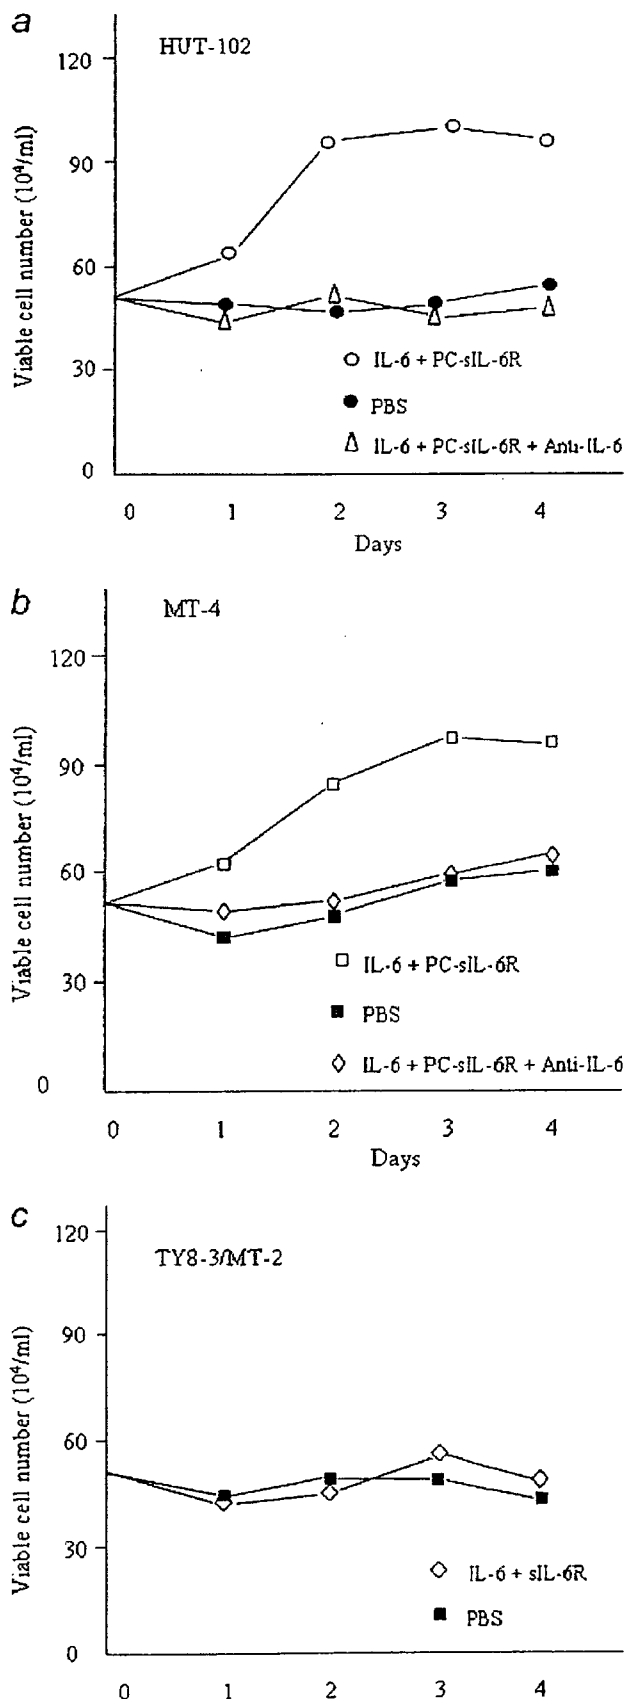 a
HUT-102
120
90
60
30
0
Viable cell number (10⁴/ml)
IL-6 + PC-sIL-6R
PBS
IL-6 + PC-sIL-6R + Anti-IL-6
0 1 2 3 4
Days
b
MT-4
120
90
60
30
0
Viable cell number (10⁴/ml)
IL-6 + PC-sIL-6R
PBS
IL-6 + PC-sIL-6R + Anti-IL-6
0 1 2 3 4
Days
c
TY8-3/MT-2
120
90
60
30
0
Viable cell number (10⁴/ml)
IL-6 + sIL-6R
PBS
0 1 2 3 4